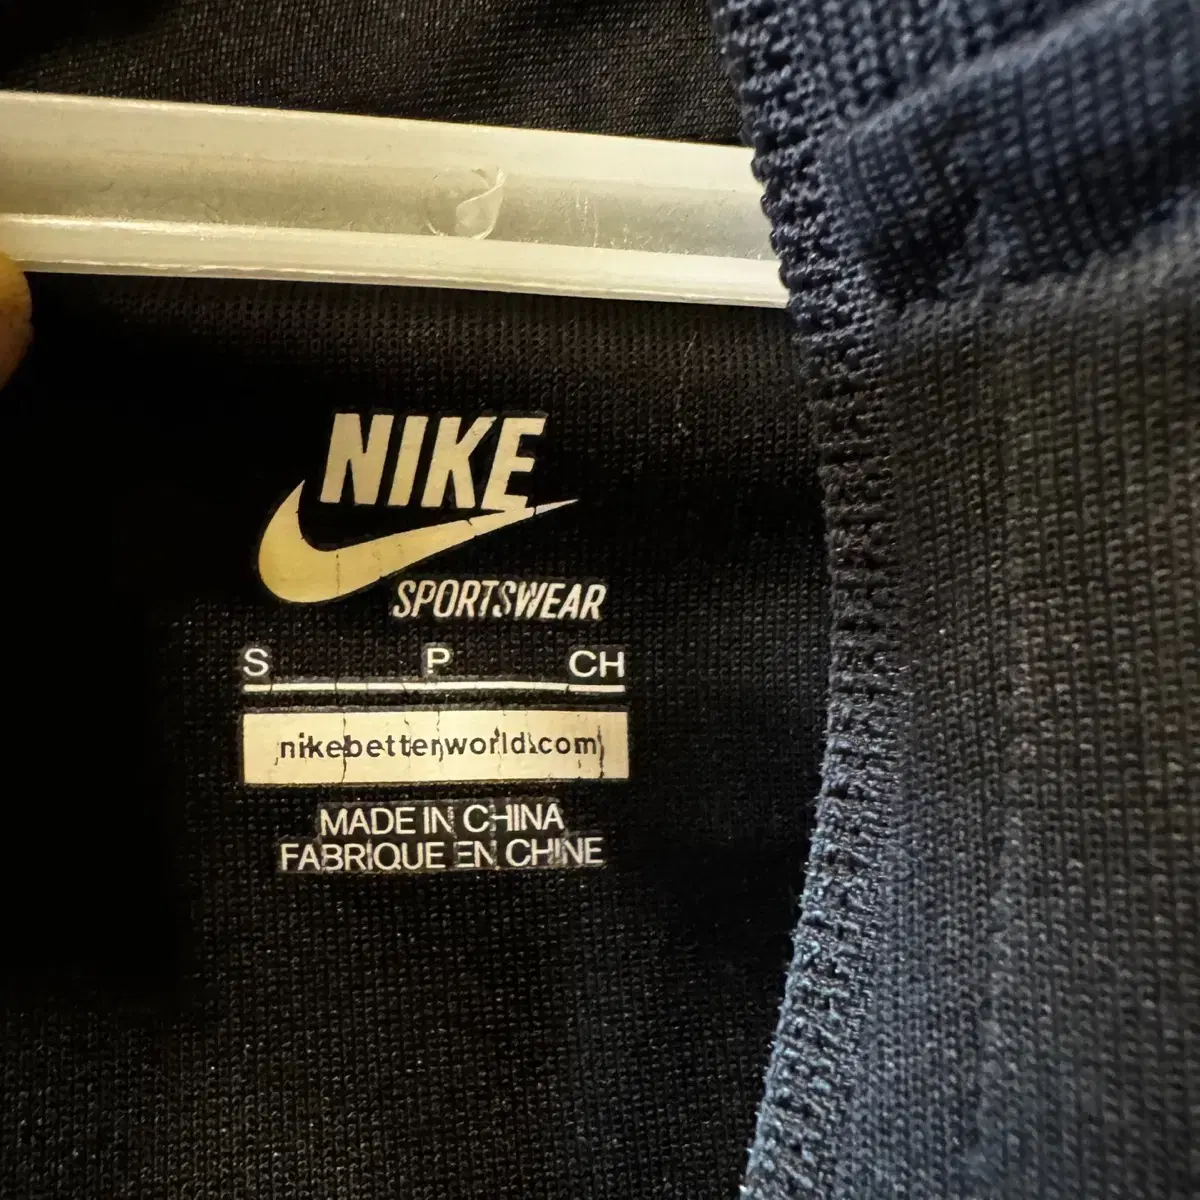 NIKE
SPORTSWEAR
S P CH
nikebetterworld.com
MADE IN CHINA
FABRIQUE EN CHINE